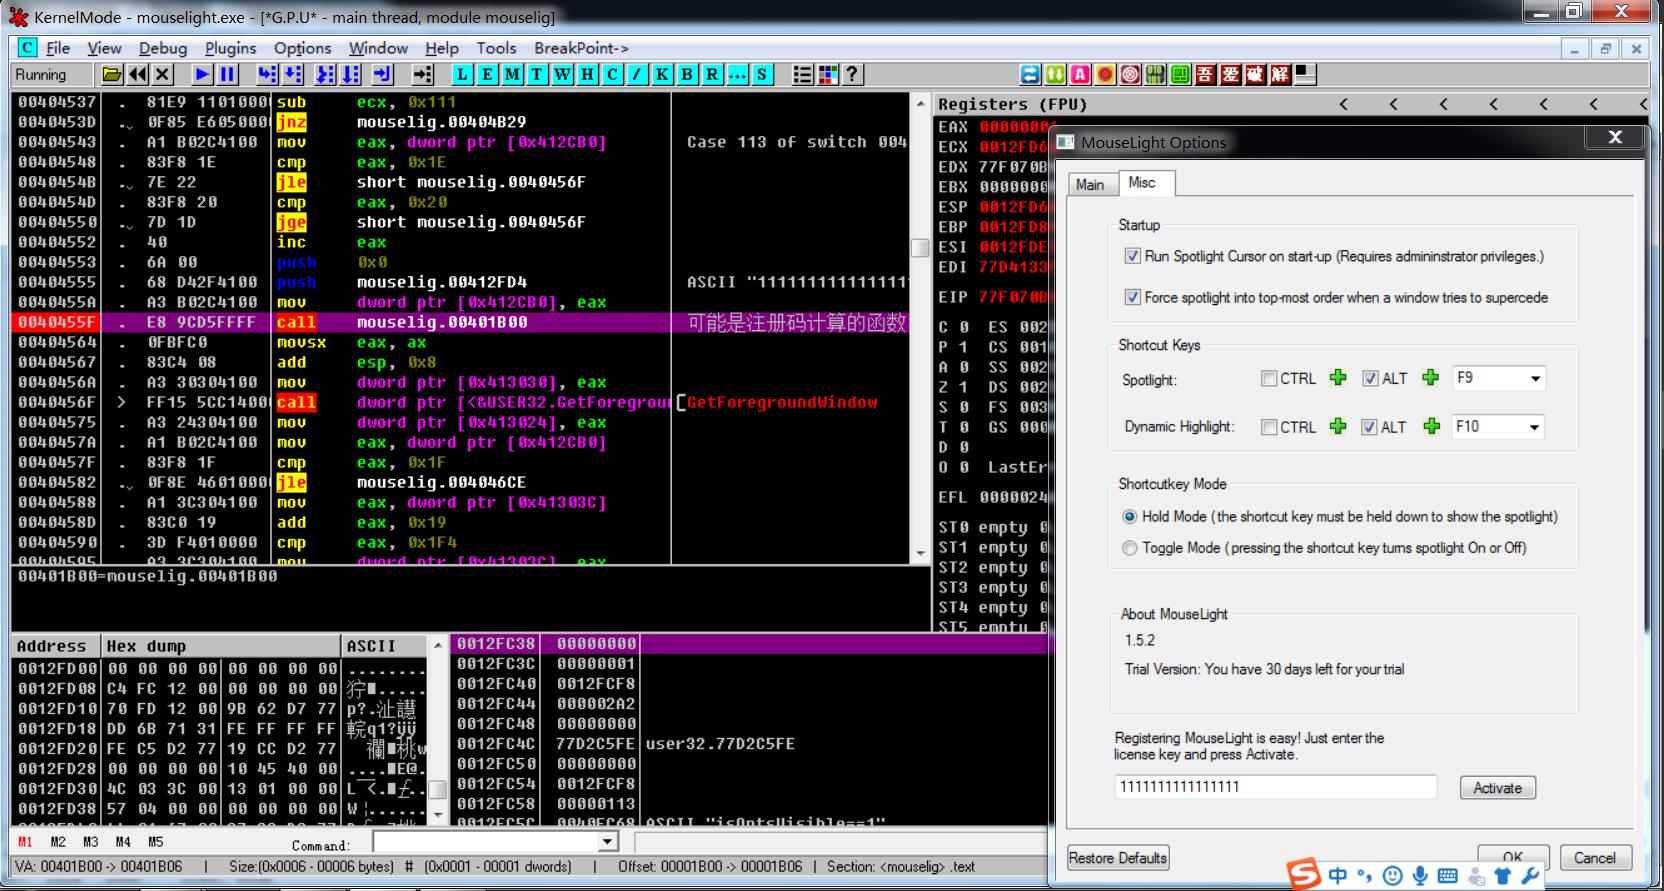 KernelMode - mouselight.exe - [*G.P.U* - main thread, module mouselig]
C File View Debug Plugins Options Window Help Tools BreakPoint->
Running L E M T W H C / K B R ... S ? A 吾 爱 破 解
00404537 . 81E9 1101000 sub ecx, 0x111
0040453D . 0F85 E605000 jnz mouselig.00404B29
00404543 . A1 B02C4100 mov eax, dword ptr [0x412CB0] Case 113 of switch 004
00404548 . 83F8 1E cmp eax, 0x1E
0040454B . 7E 22 jle short mouselig.0040456F
0040454D . 83F8 20 cmp eax, 0x20
00404550 . 7D 1D jge short mouselig.0040456F
00404552 . 40 inc eax
00404553 . 6A 00 push 0x0
00404555 . 68 D42F4100 push mouselig.00412FD4 ASCII "111111111111111
0040455A . A3 B02C4100 mov dword ptr [0x412CB0], eax
0040455F . E8 9CD5FFFF call mouselig.00401B00 可能是注册码计算的函数
00404564 . 0FBFC0 movsx eax, ax
00404567 . 83C4 08 add esp, 0x8
0040456A . A3 30304100 mov dword ptr [0x413030], eax
0040456F > FF15 5CC1400 call dword ptr [<&USER32.GetForegrou [GetForegroundWindow
00404575 . A3 24304100 mov dword ptr [0x413024], eax
0040457A . A1 B02C4100 mov eax, dword ptr [0x412CB0]
0040457F . 83F8 1F cmp eax, 0x1F
00404582 . 0F8E 4601000 jle mouselig.004046CE
00404588 . A1 3C304100 mov eax, dword ptr [0x41303C]
0040458D . 83C0 19 add eax, 0x19
00404590 . 3D F4010000 cmp eax, 0x1F4
00404595 . A3 3C304100 mov dword ptr [0x41303C], eax
00401B00=mouselig.00401B00
Registers (FPU) < < < < < < <
EAX 00000001
ECX 0012FD6
EDX 77F070B
EBX 0000000
ESP 0012FD6
EBP 0012FD8
ESI 0012FDE
EDI 77D4133
EIP 77F070B
C 0 ES 002
P 1 CS 001
A 0 SS 002
Z 1 DS 002
S 0 FS 003
T 0 GS 000
D 0
O 0 LastEr
EFL 0000024
ST0 empty 0
ST1 empty 0
ST2 empty 0
ST3 empty 0
ST4 empty 0
ST5 empty 0
Address Hex dump ASCII
0012FD00 00 00 00 00 00 00 00 00 ........
0012FD08 C4 FC 12 00 00 00 00 00
0012FD10 70 FD 12 00 9B 62 D7 77
0012FD18 DD 6B 71 31 FE FF FF FF
0012FD20 FE C5 D2 77 19 CC D2 77
0012FD28 00 00 00 00 10 45 40 00
0012FD30 4C 03 3C 00 13 01 00 00
0012FD38 57 04 00 00 00 00 00 00
0012FC38 00000000
0012FC3C 00000001
0012FC40 0012FCF8
0012FC44 000002A2
0012FC48 00000000
0012FC4C 77D2C5FE user32.77D2C5FE
0012FC50 00000000
0012FC54 0012FCF8
0012FC58 00000113
0012FC5C 0040EC68 ASCII "isOptsVisible==1"
M1 M2 M3 M4 M5 Command:
VA: 00401B00 -> 00401B06 | Size:(0x0006 - 00006 bytes) # (0x0001 - 00001 dwords) | Offset: 00001B00 -> 00001B06 | Section: <mouselig> .text
MouseLight Options
Main Misc
Startup
Run Spotlight Cursor on start-up (Requires admininstrator privileges.)
Force spotlight into top-most order when a window tries to supercede
Shortcut Keys
Spotlight: CTRL ALT F9
Dynamic Highlight: CTRL ALT F10
Shortcutkey Mode
Hold Mode ( the shortcut key must be held down to show the spotlight)
Toggle Mode ( pressing the shortcut key turns spotlight On or Off)
About MouseLight
1.5.2
Trial Version: You have 30 days left for your trial
Registering MouseLight is easy! Just enter the
license key and press Activate.
1111111111111111 Activate
Restore Defaults OK Cancel
S 中